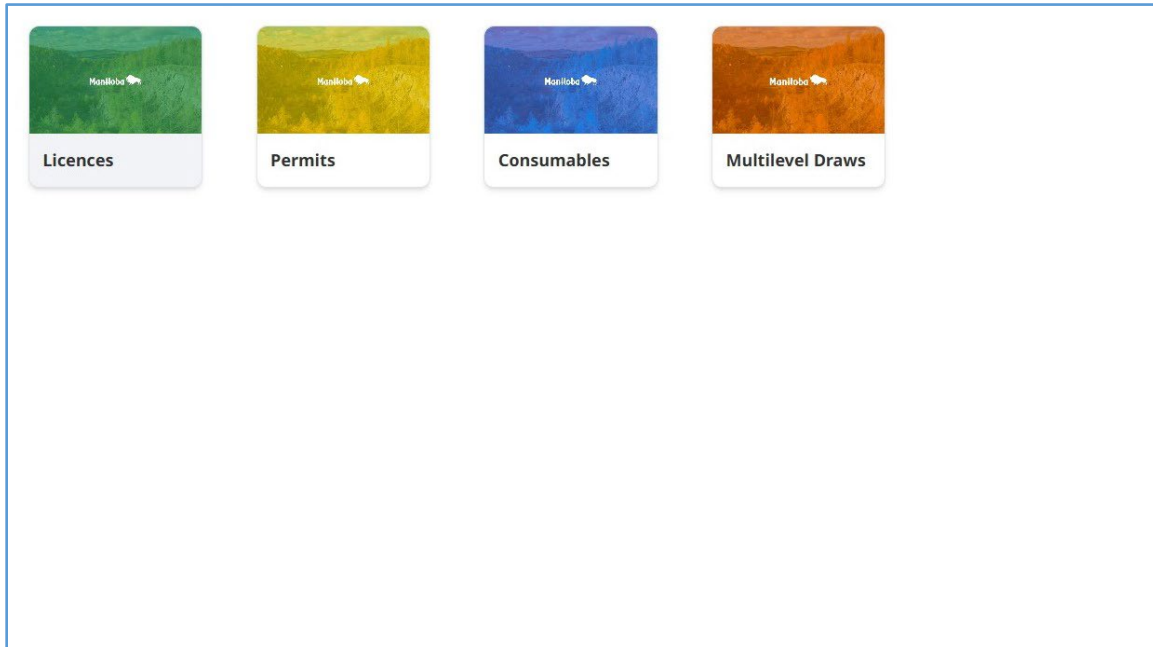 Manitoba
Manitoba
Manitoba
Manitoba
Licences
Permits
Consumables
Multilevel Draws